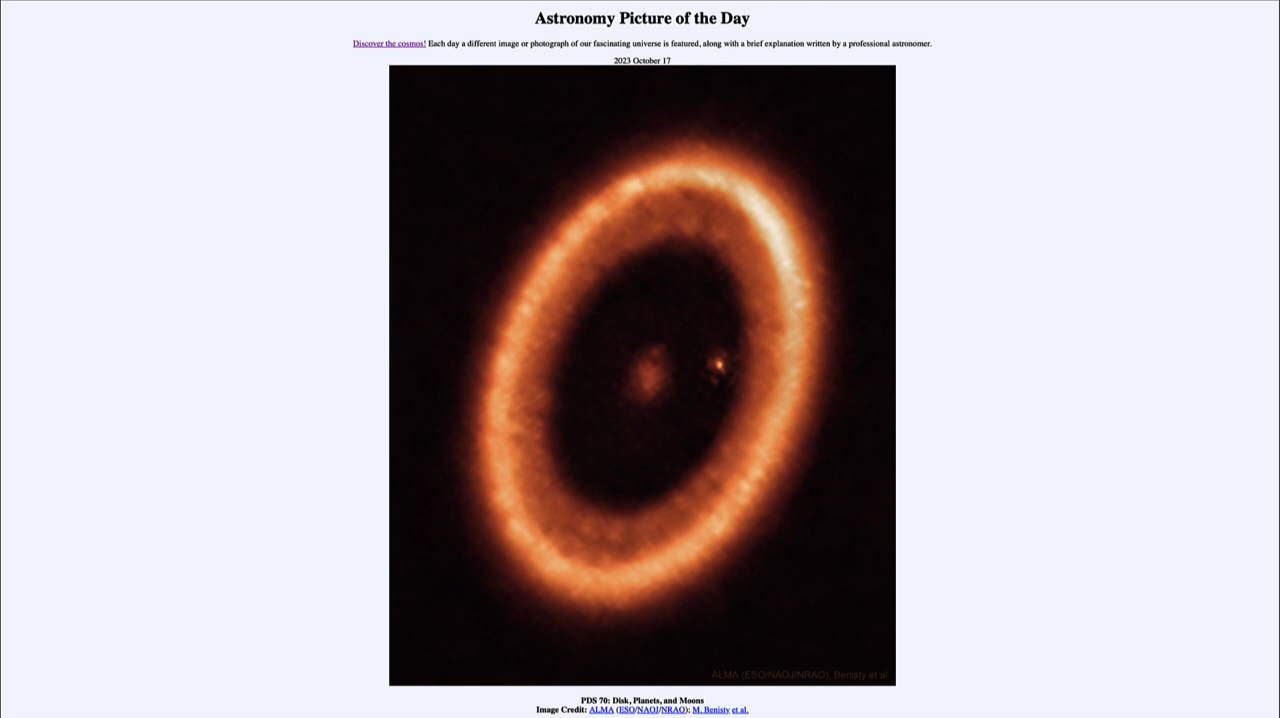 Astronomy Picture of the Day
Discover the cosmos! Each day a different image or photograph of our fascinating universe is featured, along with a brief explanation written by a professional astronomer.
2023 October 17
ALMA (ESO/NAOJ/NRAO), Benisty et al.
PDS 70: Disk, Planets, and Moons
Image Credit: ALMA (ESO/NAOJ/NRAO); M. Benisty et al.